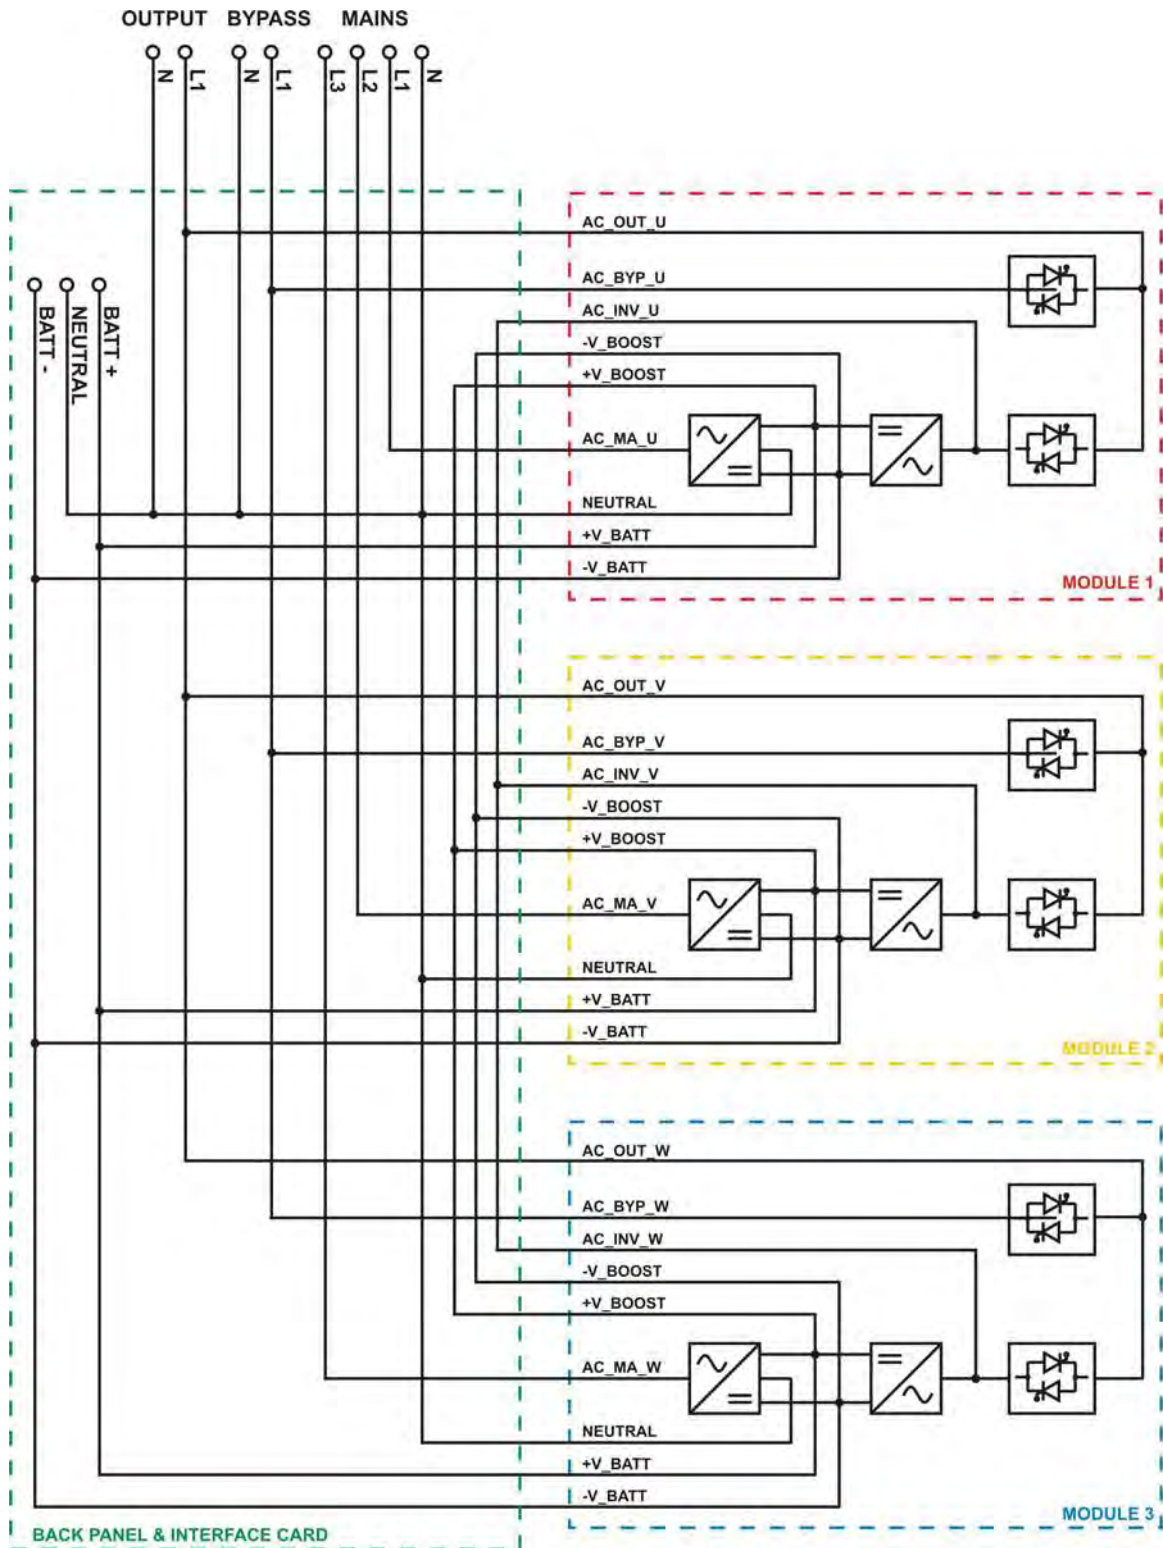 OUTPUT BYPASS MAINS
N
L1
N
L1
L3
L2
L1
N
BATT -
NEUTRAL
BATT +
AC_OUT_U
AC_BYP_U
AC_INV_U
-V_BOOST
+V_BOOST
AC_MA_U
NEUTRAL
+V_BATT
-V_BATT
MODULE 1
AC_OUT_V
AC_BYP_V
AC_INV_V
-V_BOOST
+V_BOOST
AC_MA_V
NEUTRAL
+V_BATT
-V_BATT
MODULE 2
AC_OUT_W
AC_BYP_W
AC_INV_W
-V_BOOST
+V_BOOST
AC_MA_W
NEUTRAL
+V_BATT
-V_BATT
MODULE 3
BACK PANEL & INTERFACE CARD